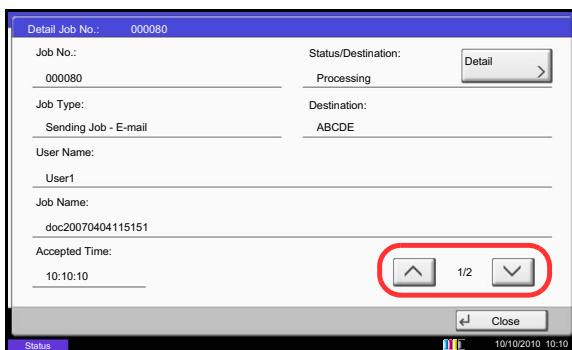 Detail Job No.: 000080
Job No.:
000080
Status/Destination:
Processing
Detail
Job Type:
Sending Job - E-mail
Destination:
ABCDE
User Name:
User1
Job Name:
doc20070404115151
Accepted Time:
10:10:10
1/2
Close
Status
10/10/2010 10:10